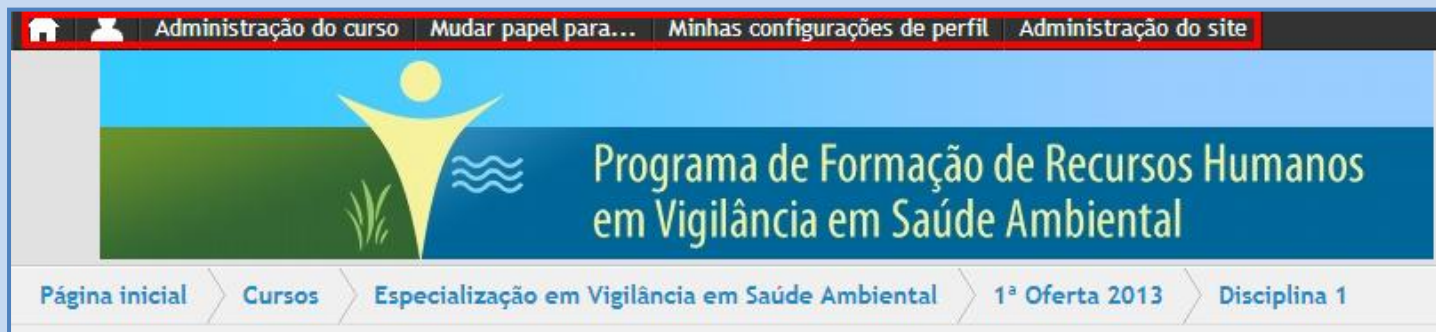 Administração do curso Mudar papel para... Minhas configurações de perfil Administração do site
Programa de Formação de Recursos Humanos
em Vigilância em Saúde Ambiental
Página inicial Cursos Especialização em Vigilância em Saúde Ambiental 1ª Oferta 2013 Disciplina 1